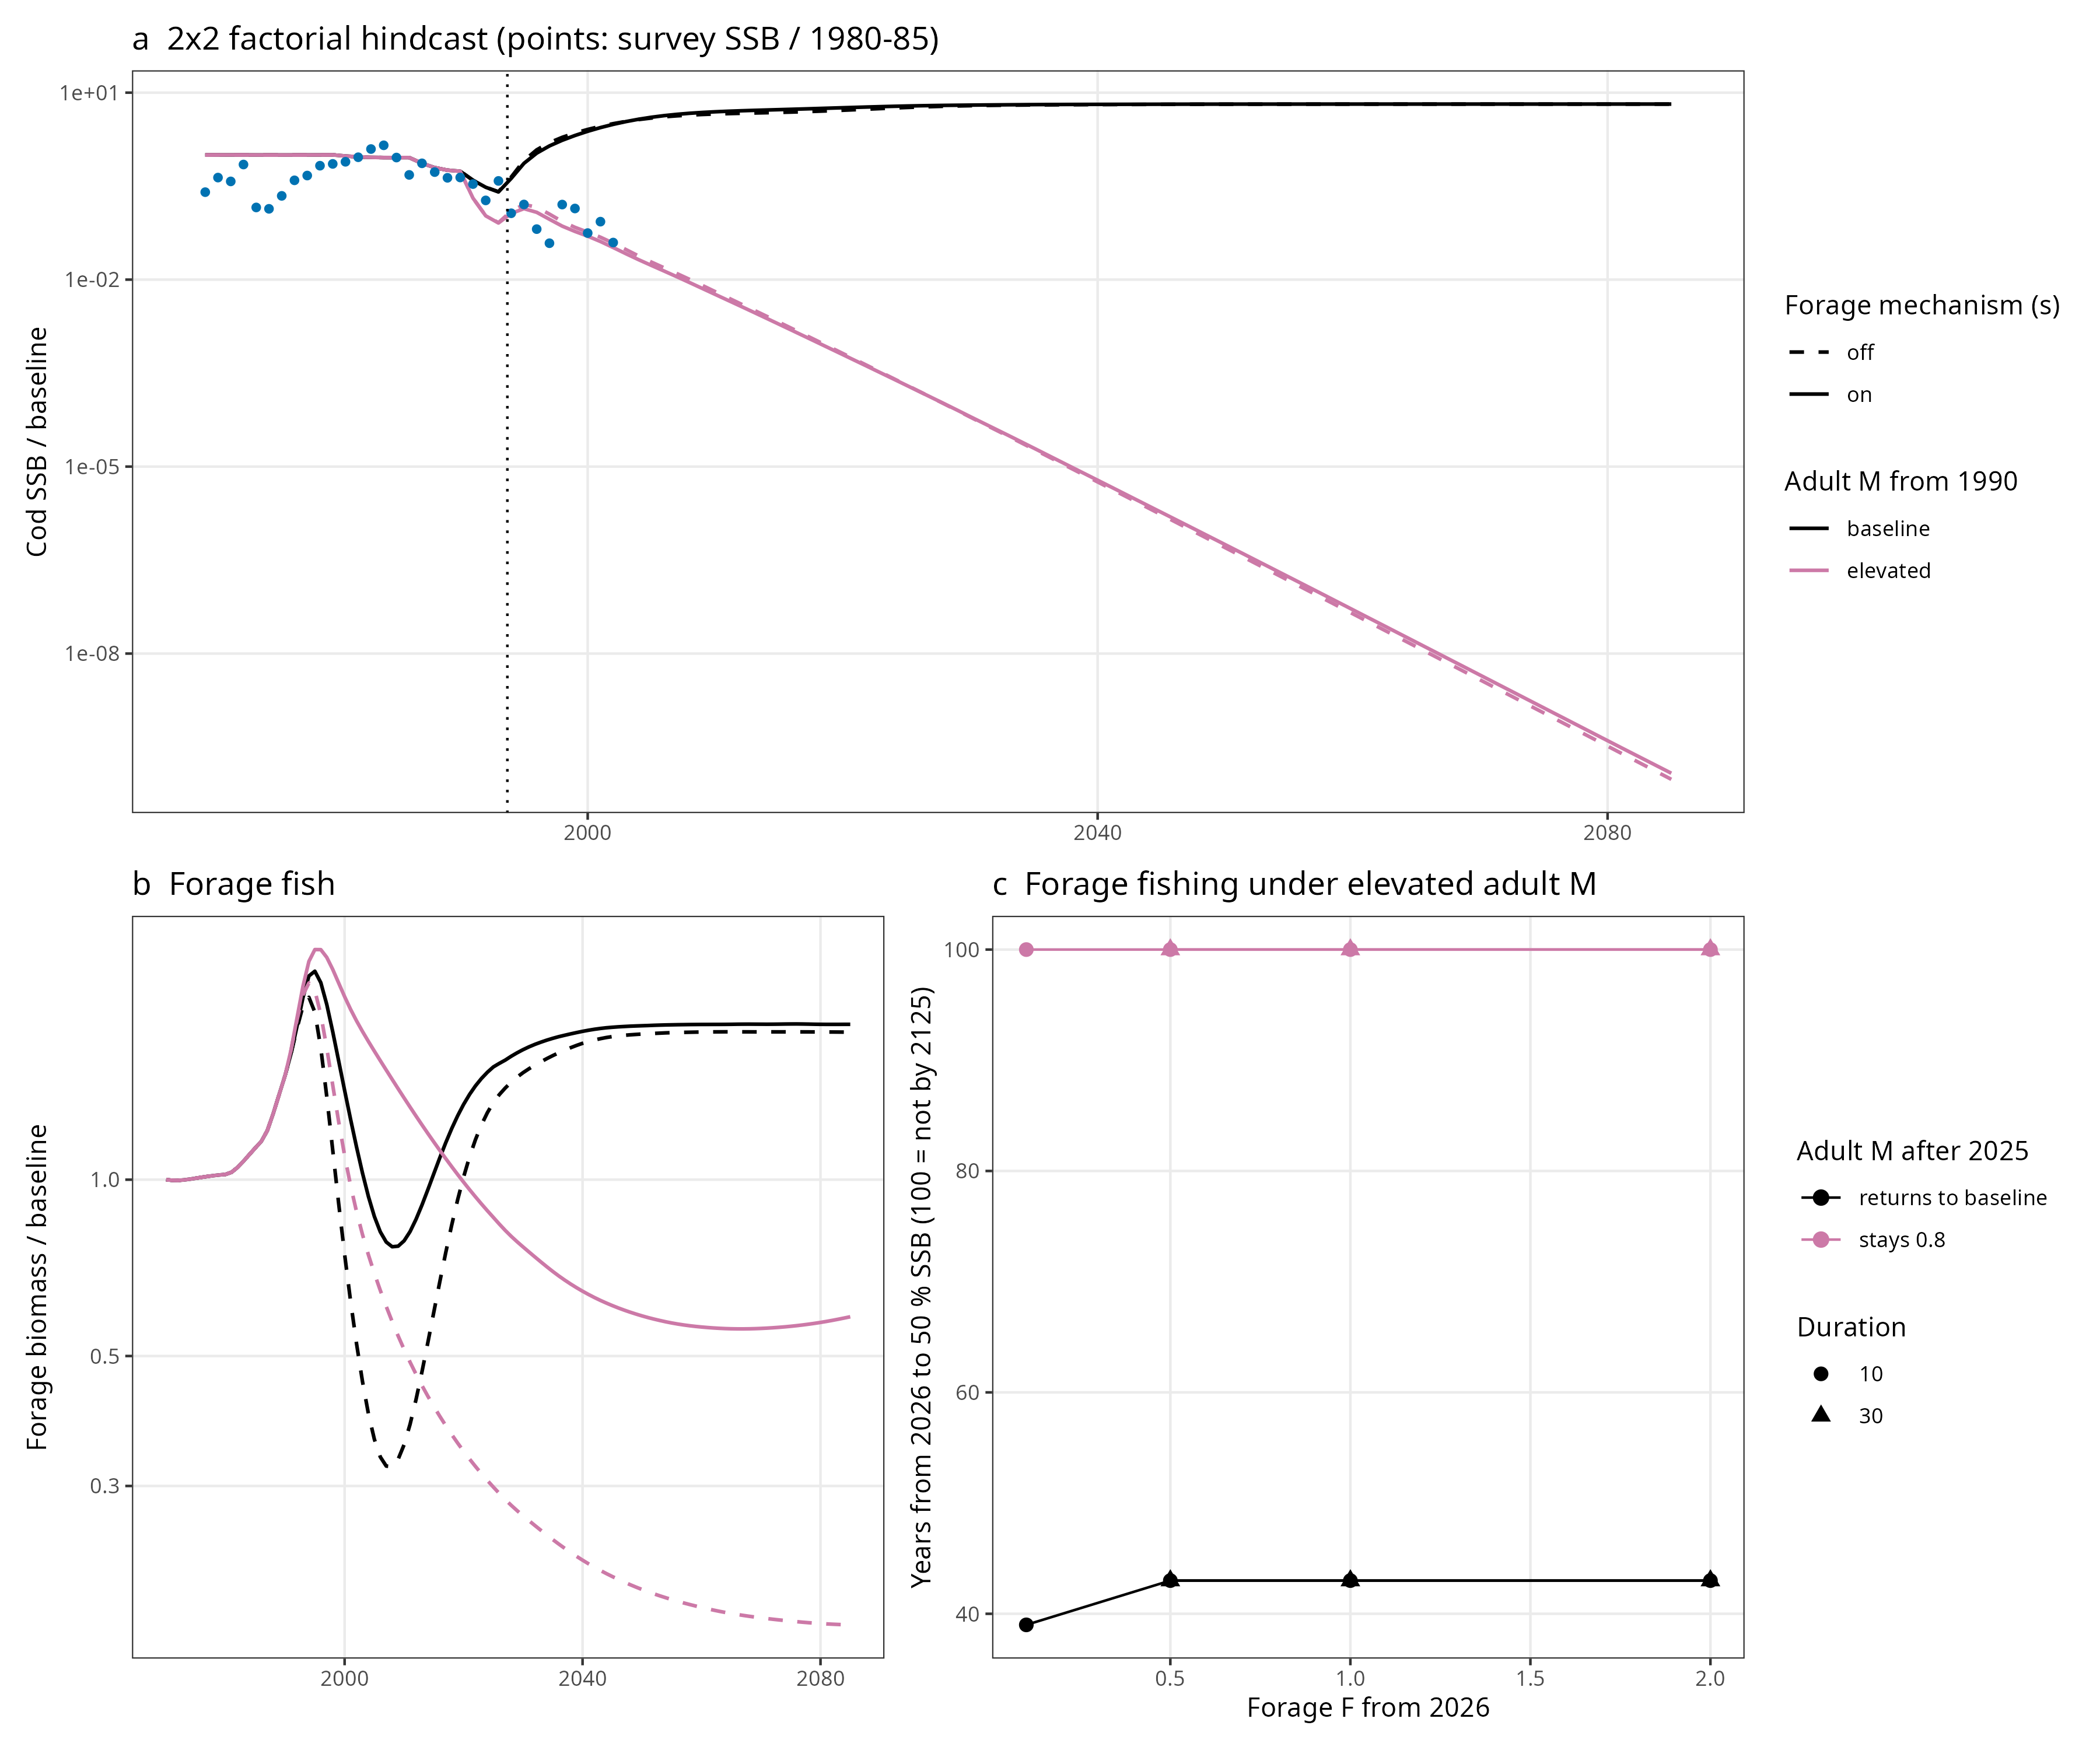 a 2x2 factorial hindcast (points: survey SSB / 1980-85)
Cod SSB / baseline
1e+01
1e-02
1e-05
1e-08
2000
2040
2080
Forage mechanism (s)
off
on
Adult M from 1990
baseline
elevated
b Forage fish
Forage biomass / baseline
1.0
0.5
0.3
2000
2040
2080
c Forage fishing under elevated adult M
Years from 2026 to 50 % SSB (100 = not by 2125)
100
80
60
40
0.5
1.0
1.5
2.0
Forage F from 2026
Adult M after 2025
returns to baseline
stays 0.8
Duration
10
30